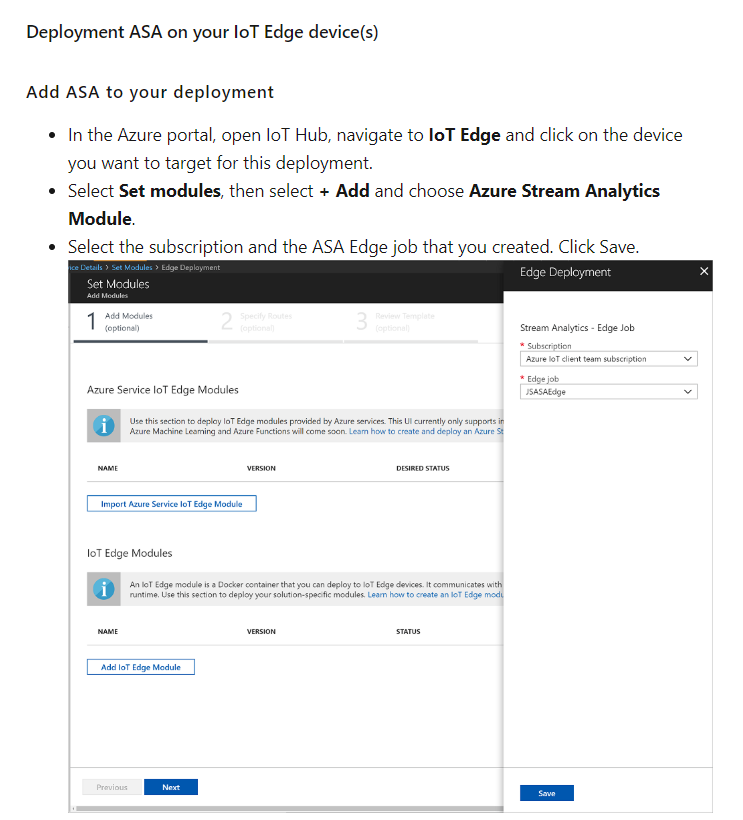 Deployment ASA on your IoT Edge device(s)
Add ASA to your deployment
• In the Azure portal, open IoT Hub, navigate to IoT Edge and click on the device
you want to target for this deployment.
• Select Set modules, then select + Add and choose Azure Stream Analytics
Module.
• Select the subscription and the ASA Edge job that you created. Click Save.
ice Details > Set Modules > Edge Deployment
Set Modules
Add Modules
1 Add Modules
(optional)
2 Specify Routes
(optional)
3 Review Template
(optional)
Azure Service IoT Edge Modules
Use this section to deploy IoT Edge modules provided by Azure services. This UI currently only supports in
Azure Machine Learning and Azure Functions will come soon. Learn how to create and deploy an Azure St
NAME VERSION DESIRED STATUS
Import Azure Service IoT Edge Module
IoT Edge Modules
An IoT Edge module is a Docker container that you can deploy to IoT Edge devices. It communicates with
runtime. Use this section to deploy your solution-specific modules. Learn how to create an IoT Edge modu
NAME VERSION STATUS
Add IoT Edge Module
Previous Next
Edge Deployment
Stream Analytics - Edge Job
* Subscription
Azure IoT client team subscription
* Edge job
JSASAEdge
Save